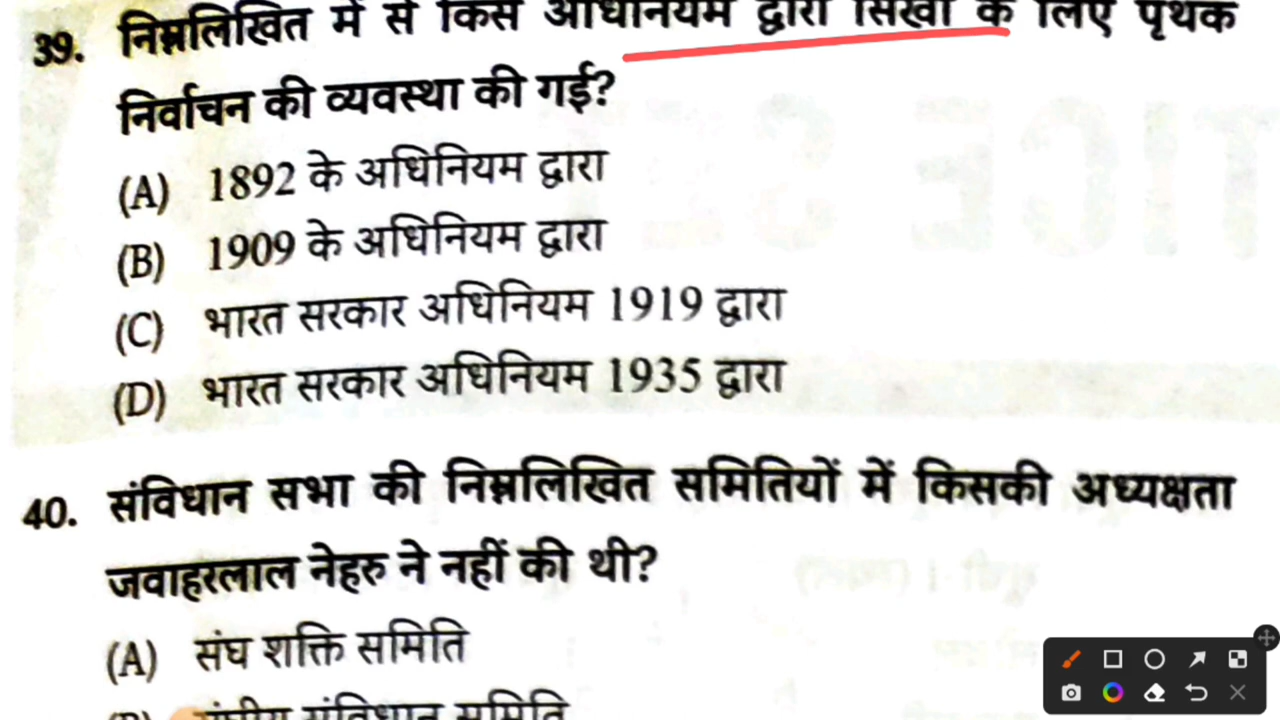 39. निम्नलिखित में से किस अधिनियम द्वारा सिखों के लिए पृथक
निर्वाचन की व्यवस्था की गई?
(A) 1892 के अधिनियम द्वारा
(B) 1909 के अधिनियम द्वारा
(C) भारत सरकार अधिनियम 1919 द्वारा
(D) भारत सरकार अधिनियम 1935 द्वारा
40. संविधान सभा की निम्नलिखित समितियों में किसकी अध्यक्षता
जवाहरलाल नेहरु ने नहीं की थी?
(A) संघ शक्ति समिति
(B) संघीय संविधान समिति